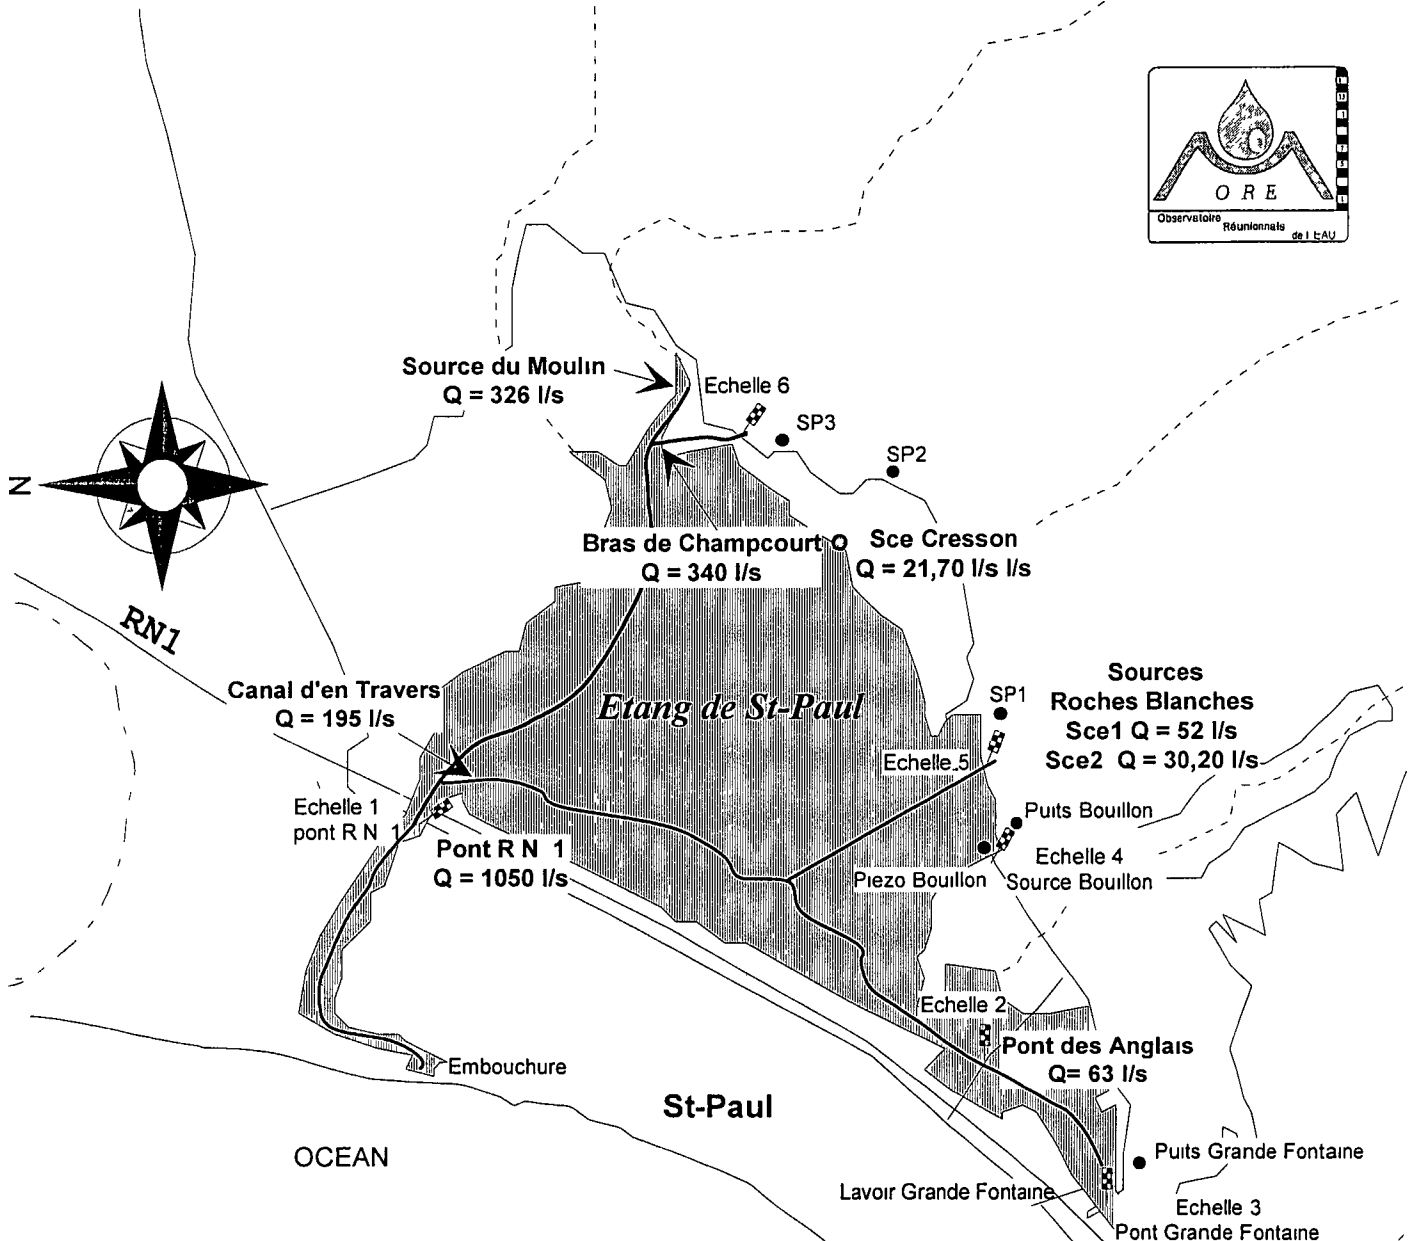 O R E
Observatoire
Réunionnais
de l EAU
Source du Moulin
Q = 326 l/s
Echelle 6
SP3
SP2
N
Bras de Champcourt
Q = 340 l/s
Sce Cresson
Q = 21,70 l/s l/s
RN1
Canal d'en Travers
Q = 195 l/s
Etang de St-Paul
SP1
Sources
Roches Blanches
Sce1 Q = 52 l/s
Sce2 Q = 30,20 l/s
Echelle 5
Echelle 1
pont R N 1
Pont R N 1
Q = 1050 l/s
Puits Bouillon
Piezo Bouillon
Echelle 4
Source Bouillon
Echelle 2
Pont des Anglais
Q= 63 l/s
Embouchure
St-Paul
OCEAN
Puits Grande Fontaine
Lavoir Grande Fontaine
Echelle 3
Pont Grande Fontaine